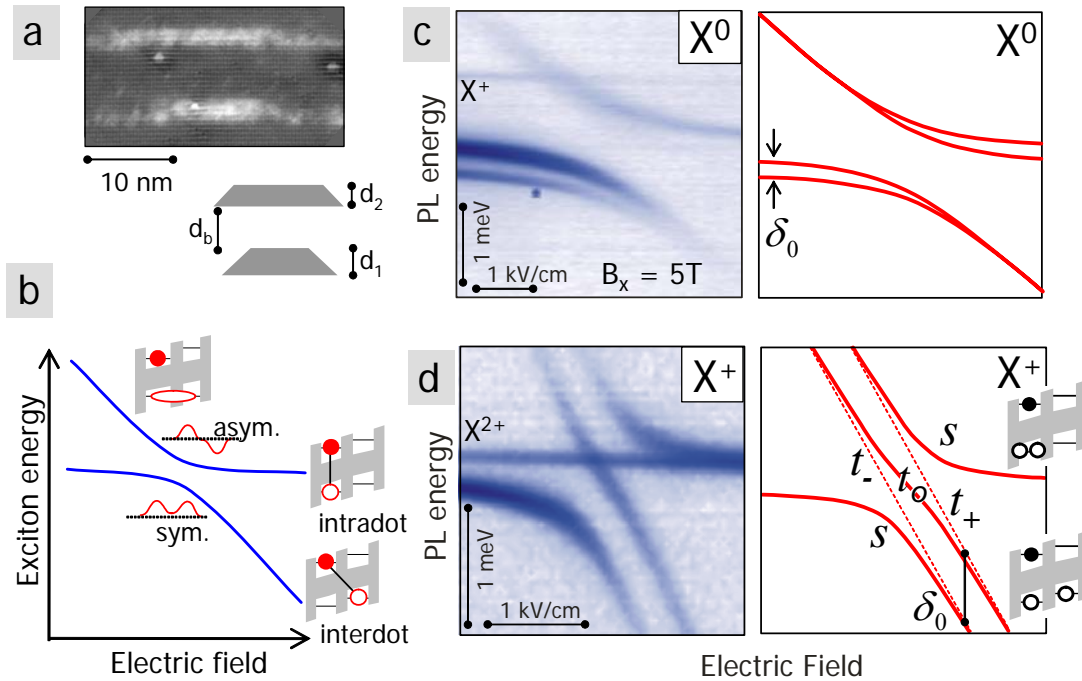 a
10 nm
d₂
d_b
d₁
b
Exciton energy
asym.
sym.
intradot
interdot
Electric field
c
X⁰
X⁺
PL energy
1 meV
1 kV/cm
Bₓ = 5T
X⁰
δ₀
d
X⁺
X²⁺
PL energy
1 meV
1 kV/cm
X⁺
s
t₋
t₀
t₊
s
δ₀
Electric Field